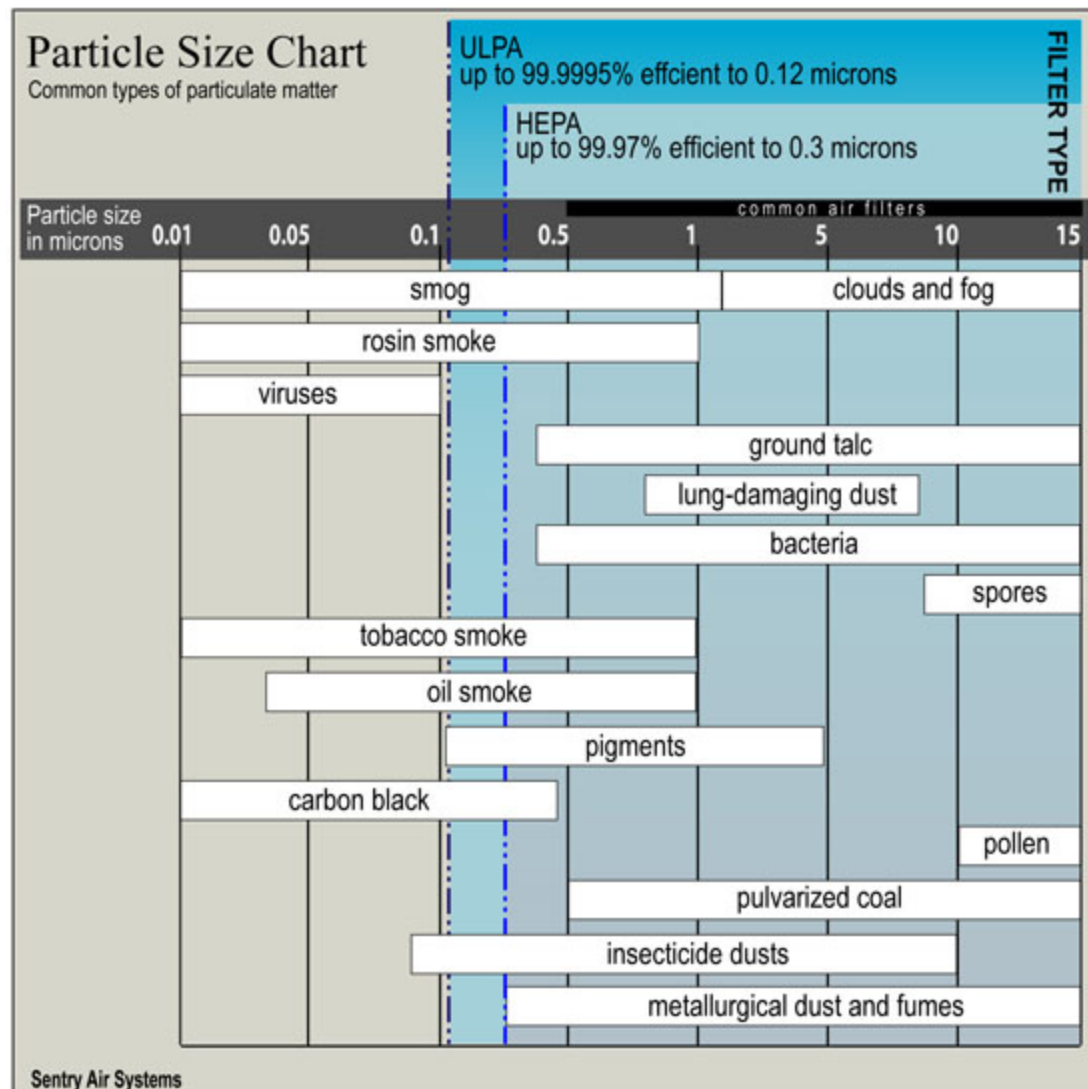 Particle Size Chart
Common types of particulate matter
ULPA
up to 99.9995% effcient to 0.12 microns
HEPA
up to 99.97% efficient to 0.3 microns
FILTER TYPE
common air filters
Particle size
in microns
0.01 0.05 0.1 0.5 1 5 10 15
smog clouds and fog
rosin smoke
viruses
ground talc
lung-damaging dust
bacteria
spores
tobacco smoke
oil smoke
pigments
carbon black
pollen
pulvarized coal
insecticide dusts
metallurgical dust and fumes
Sentry Air Systems